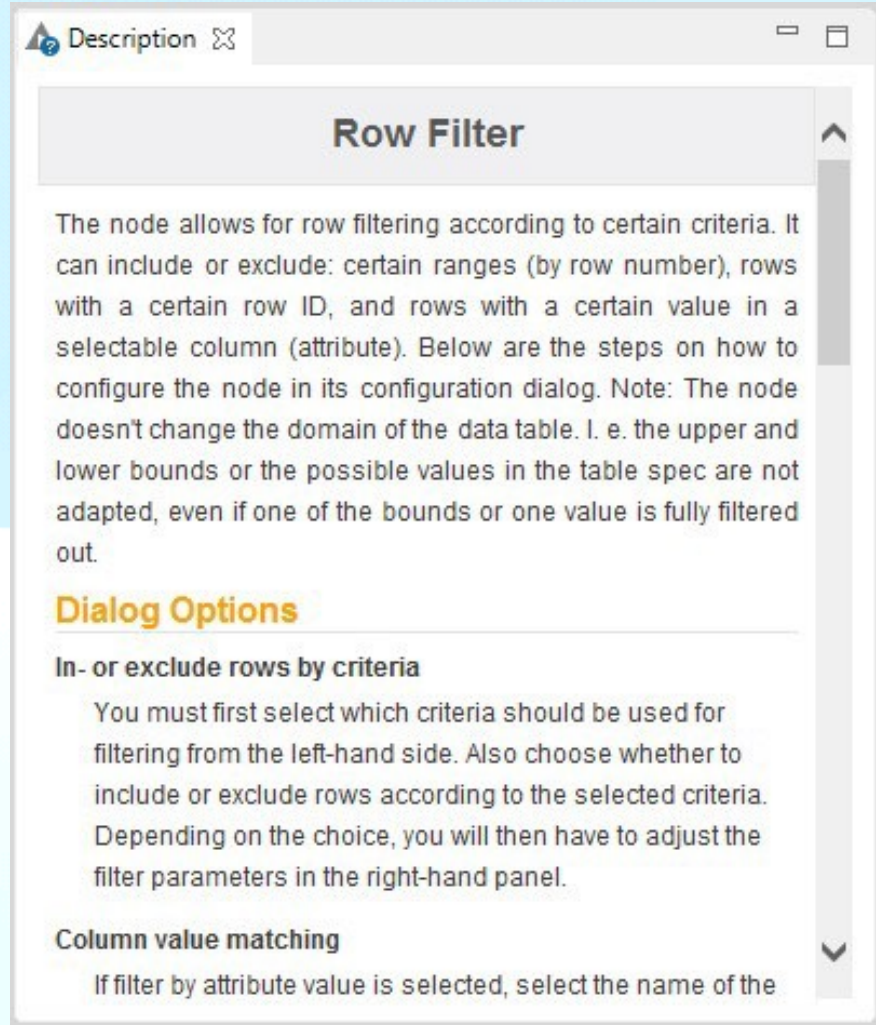 Description
Row Filter
The node allows for row filtering according to certain criteria. It
can include or exclude: certain ranges (by row number), rows
with a certain row ID, and rows with a certain value in a
selectable column (attribute). Below are the steps on how to
configure the node in its configuration dialog. Note: The node
doesn't change the domain of the data table. I. e. the upper and
lower bounds or the possible values in the table spec are not
adapted, even if one of the bounds or one value is fully filtered
out.
Dialog Options
In- or exclude rows by criteria
You must first select which criteria should be used for
filtering from the left-hand side. Also choose whether to
include or exclude rows according to the selected criteria.
Depending on the choice, you will then have to adjust the
filter parameters in the right-hand panel.
Column value matching
If filter by attribute value is selected, select the name of the